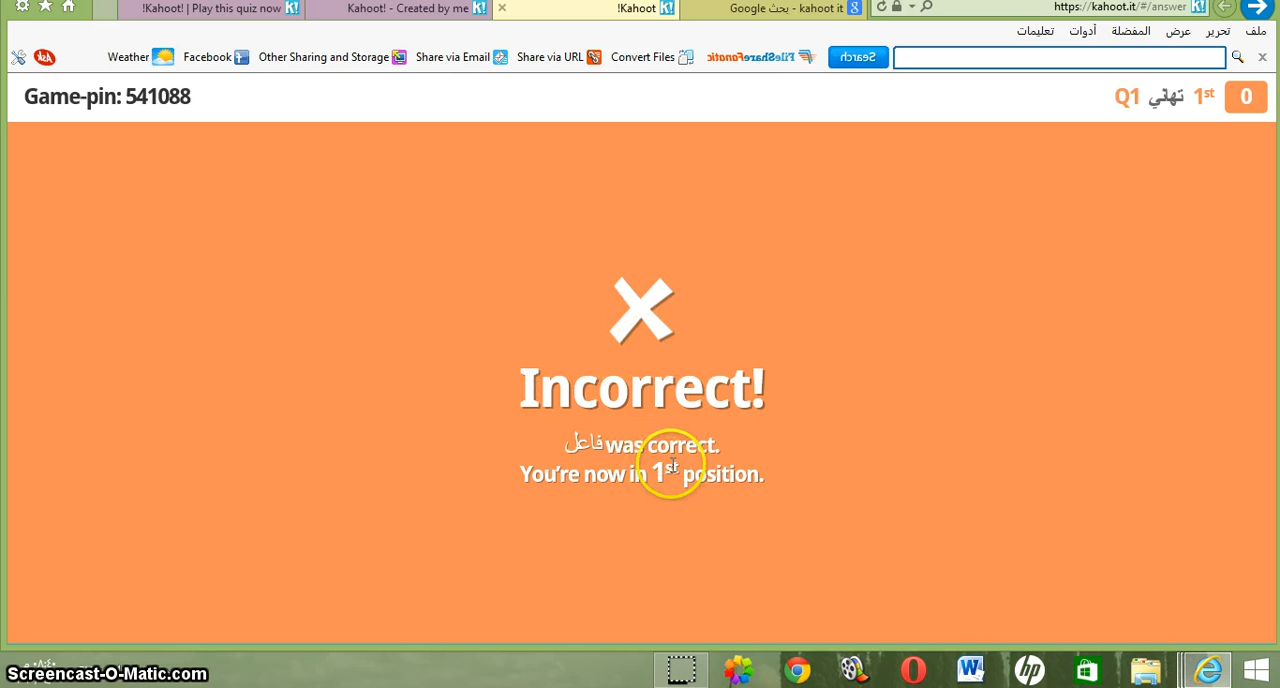 !Kahoot! | Play this quiz now
Kahoot! - Created by me
!Kahoot
Google بحث - kahoot it
https://kahoot.it/#/answer
ملف تحرير عرض المفضلة أدوات تعليمات
Ask Weather Facebook Other Sharing and Storage Share via Email Share via URL Convert Files FileShareFanatic Search
Game-pin: 541088
Q1 تهاني 1st 0
Incorrect!
فاعل was correct.
You're now in 1st position.
Screencast-O-Matic.com
W hp